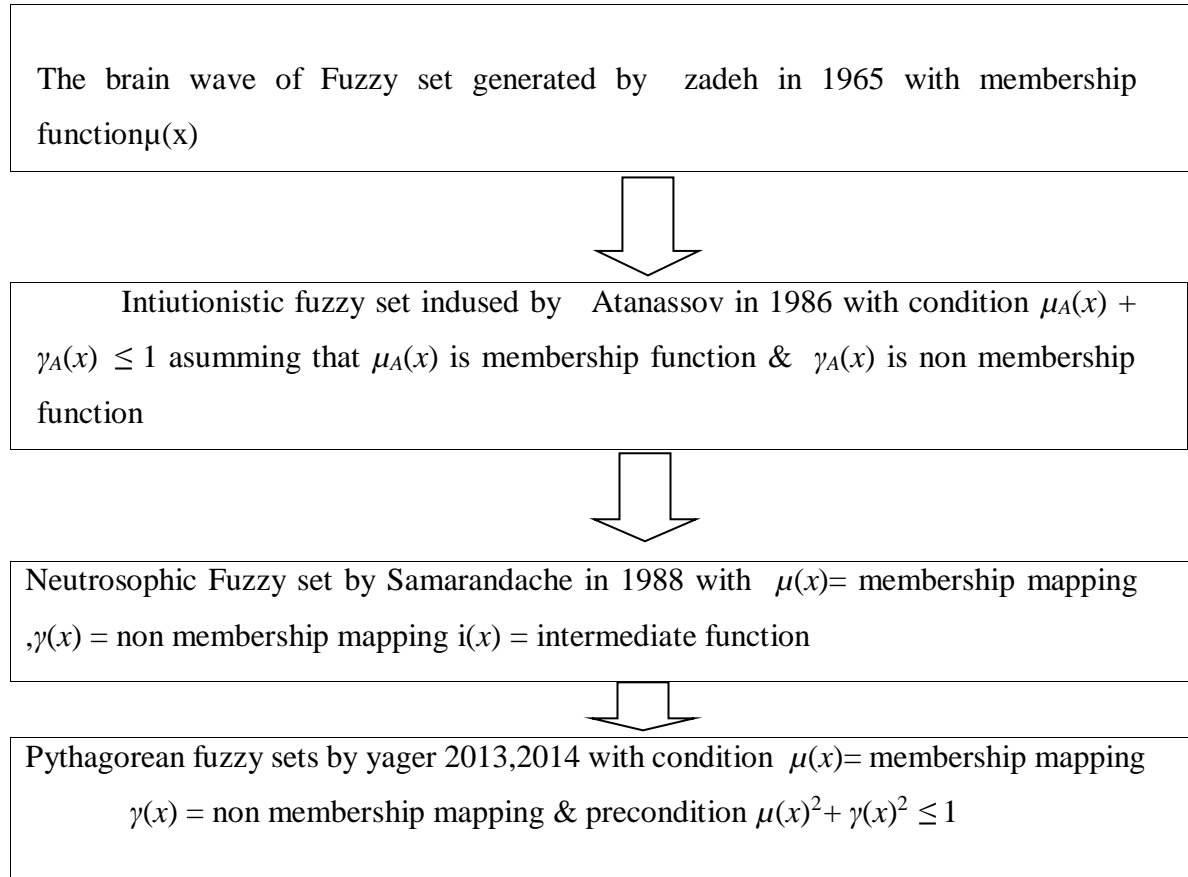 The brain wave of Fuzzy set generated by zadeh in 1965 with membership
functionμ(x)
Intiutionistic fuzzy set indused by Atanassov in 1986 with condition μA(x) +
γA(x) ≤ 1 asumming that μA(x) is membership function & γA(x) is non membership
function
Neutrosophic Fuzzy set by Samarandache in 1988 with μ(x)= membership mapping
,γ(x) = non membership mapping i(x) = intermediate function
Pythagorean fuzzy sets by yager 2013,2014 with condition μ(x)= membership mapping
γ(x) = non membership mapping & precondition μ(x)²+ γ(x)² ≤ 1